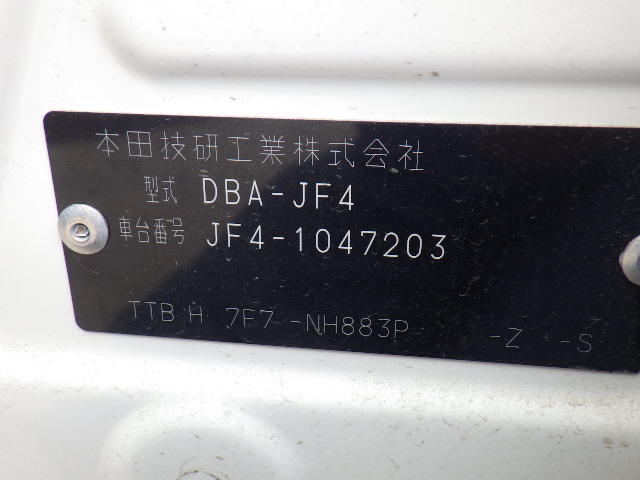 本田技研工業株式会社
型式 DBA-JF4
車台番号 JF4-1047203
TTB H 7F7 -NH883P- -Z -S